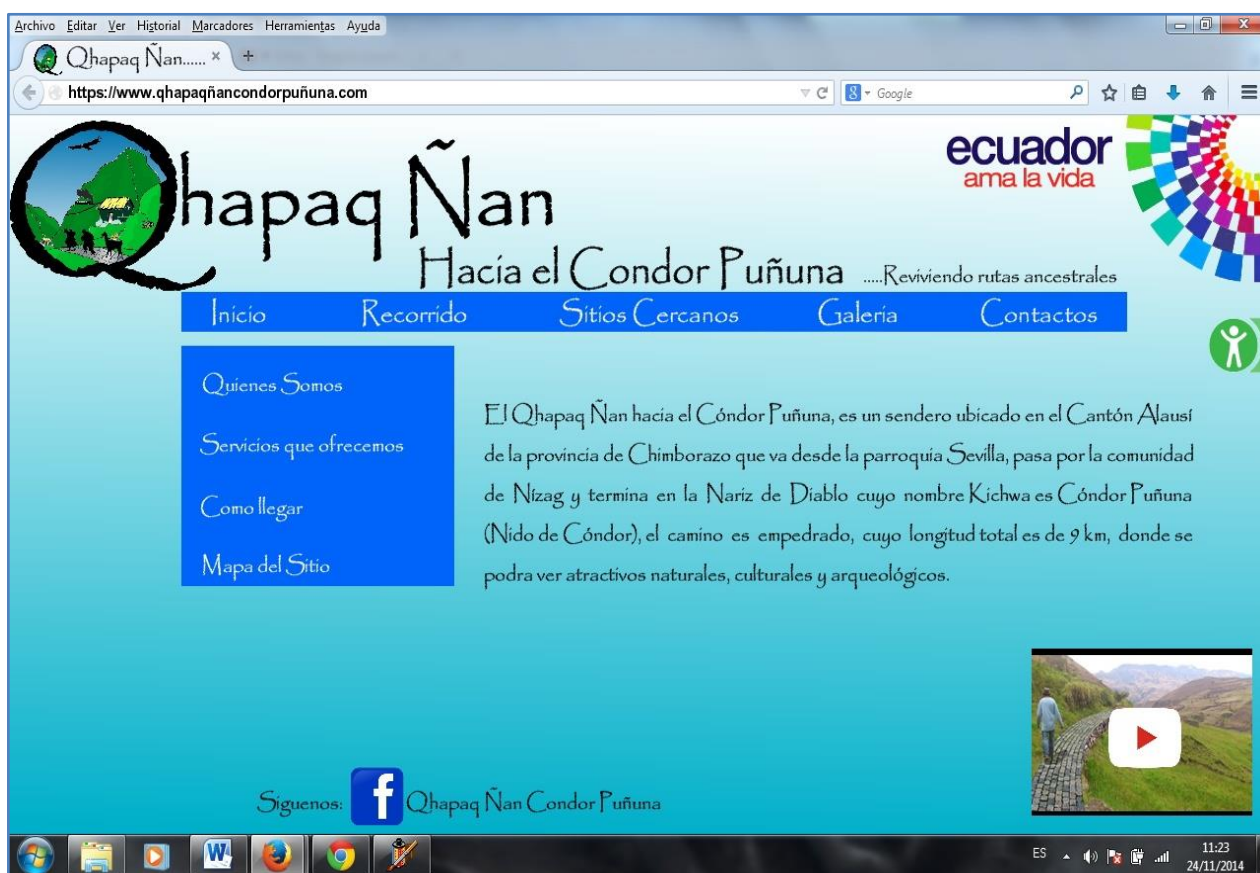 Archivo Editar Ver Historial Marcadores Herramientas Ayuda
Qhapaq Ñan...... × +
https://www.qhapaqñancondorpuñuna.com
Google
Qhapaq Ñan
Hacia el Condor Puñuna .....Reviviendo rutas ancestrales
ecuador
ama la vida
Inicio Recorrido Sitios Cercanos Galeria Contactos
Quienes Somos
Servicios que ofrecemos
Como llegar
Mapa del Sitio
El Qhapaq Ñan hacia el Cóndor Puñuna, es un sendero ubicado en el Cantón Alausí
de la provincia de Chimborazo que va desde la parroquia Sevilla, pasa por la comunidad
de Nizag y termina en la Nariz de Diablo cuyo nombre Kichwa es Cóndor Puñuna
(Nido de Cóndor), el camino es empedrado, cuyo longitud total es de 9 km, donde se
podra ver atractivos naturales, culturales y arqueológicos.
Siguenos: f Qhapaq Ñan Condor Puñuna
ES 11:23
24/11/2014